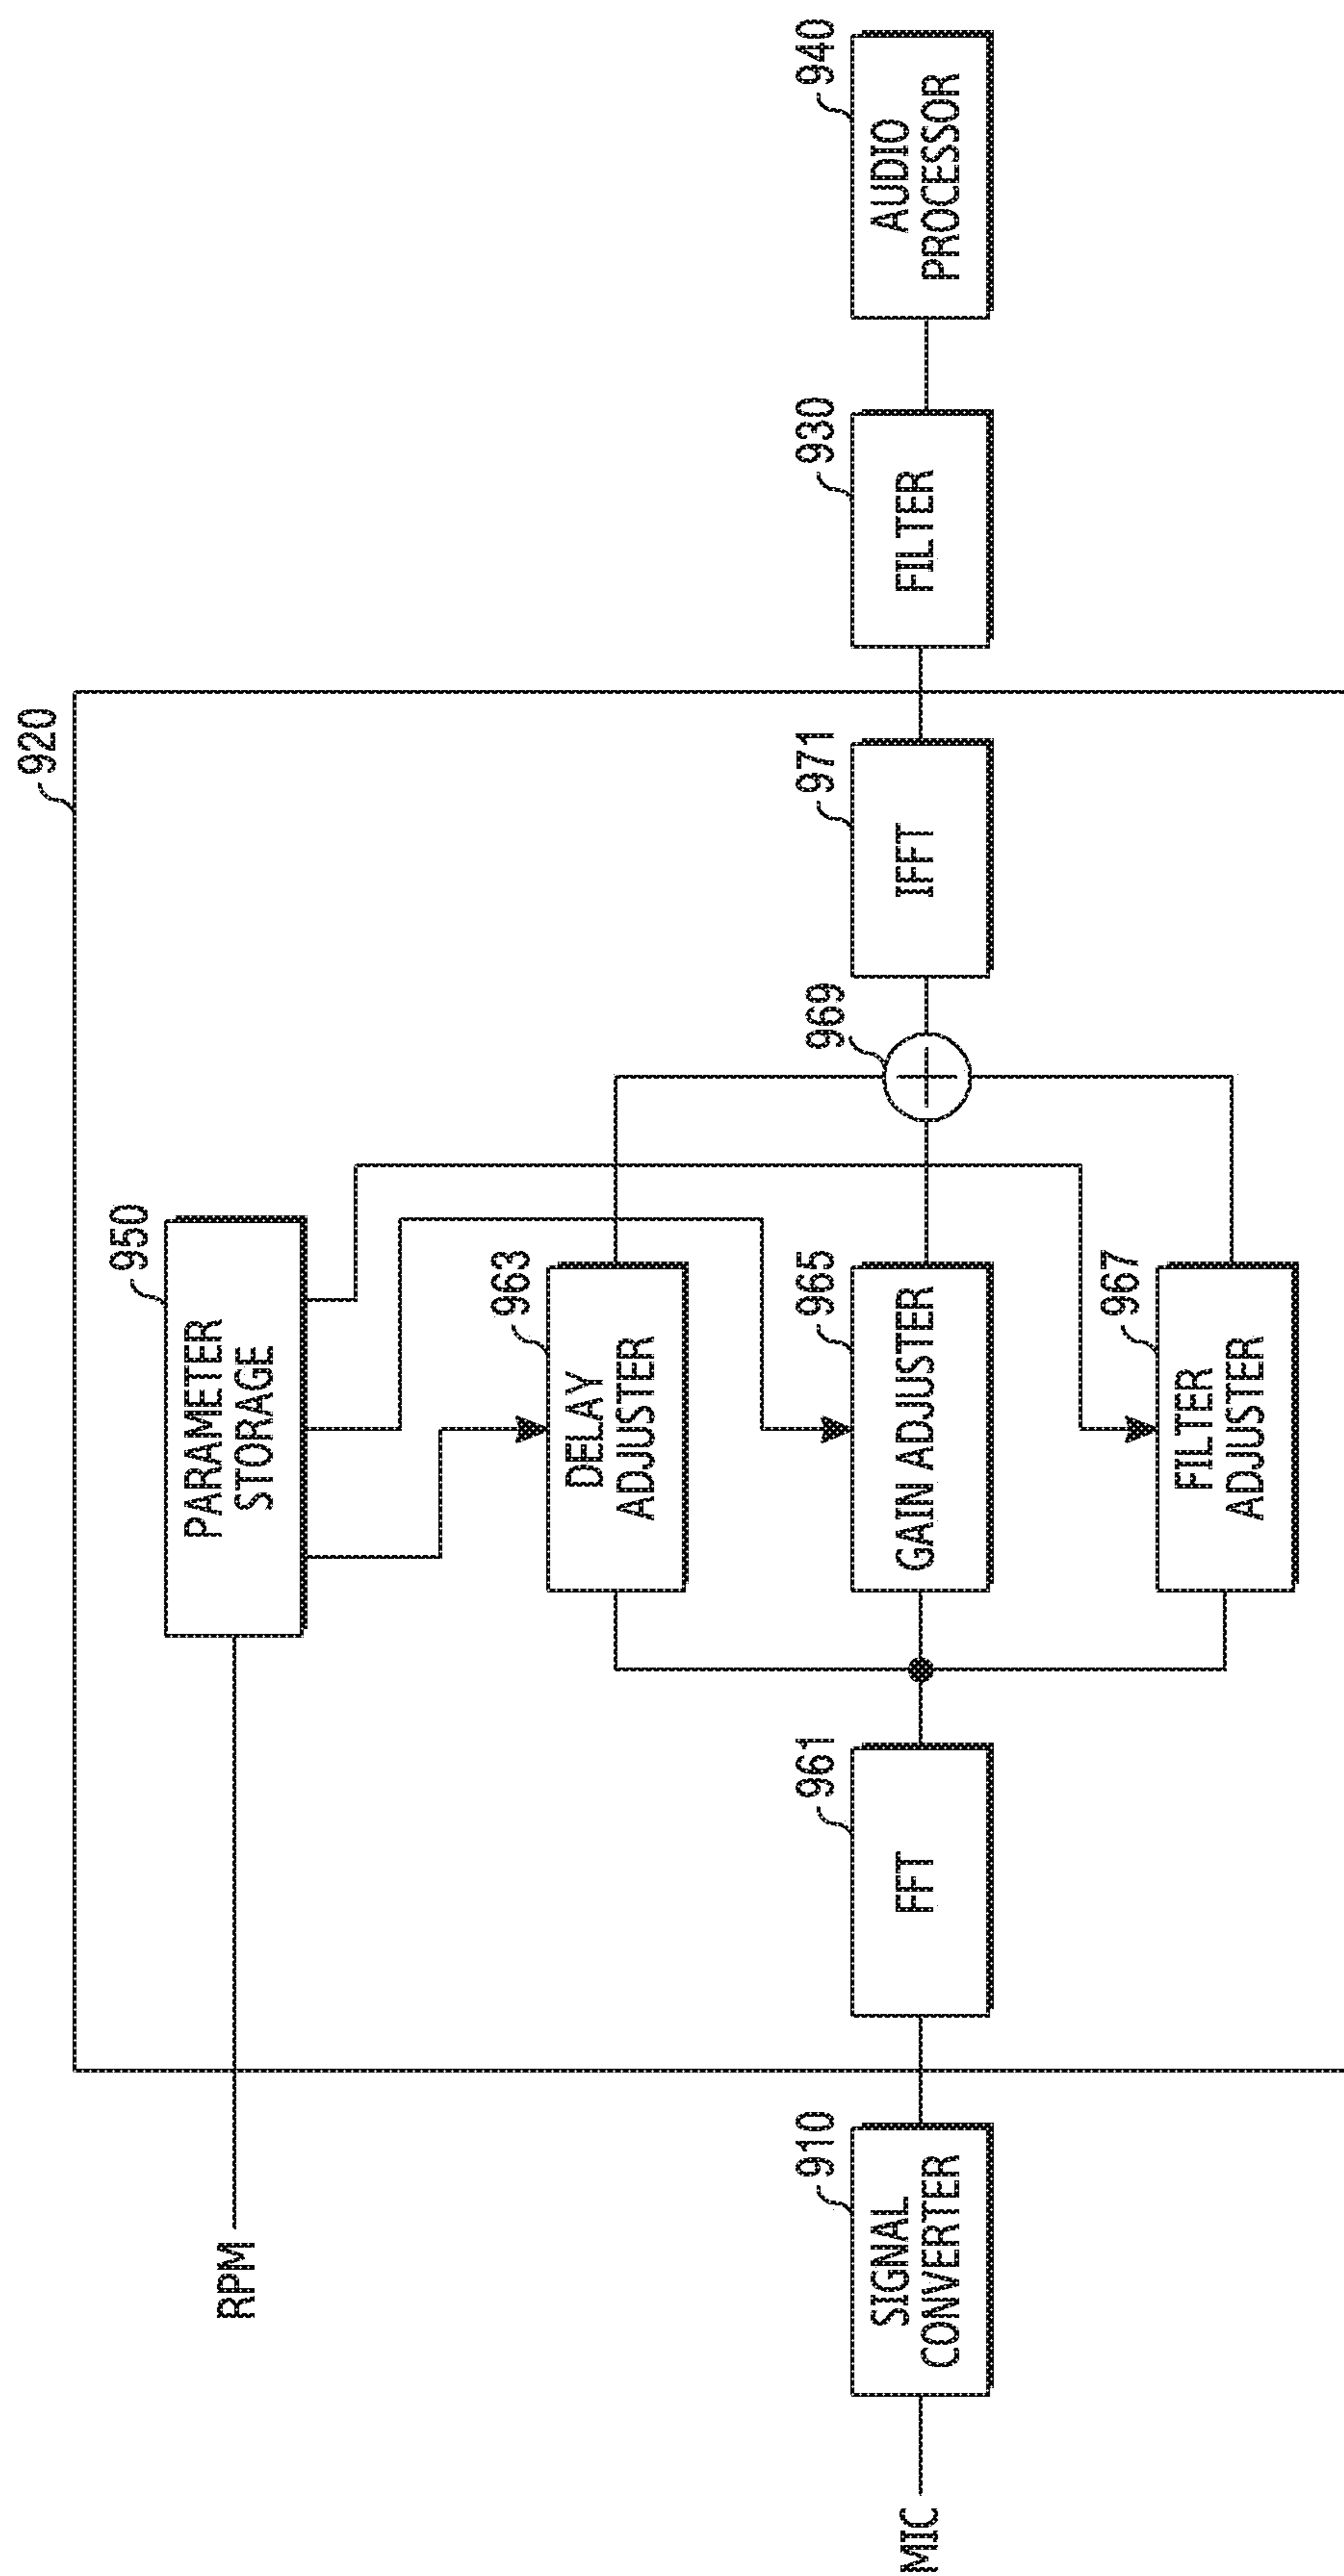 920
950
RPM
PARAMETER
STORAGE
963
DELAY
ADJUSTER
969
910
961
965
971
930
940
MIC
SIGNAL
CONVERTER
FFT
GAIN ADJUSTER
IFFT
FILTER
AUDIO
PROCESSOR
967
FILTER
ADJUSTER